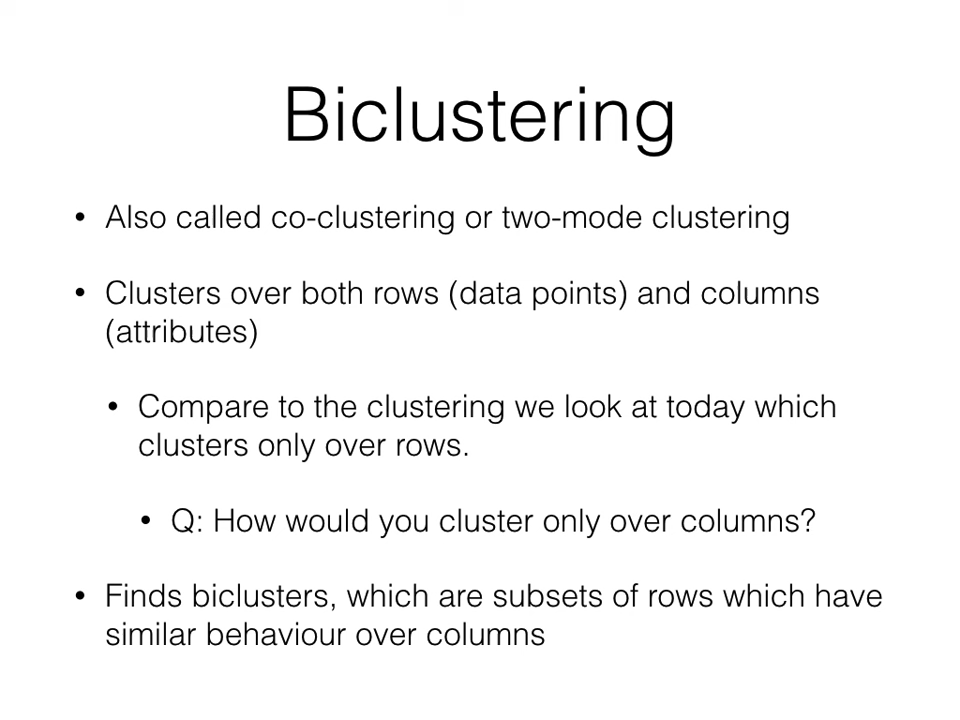 Biclustering
• Also called co-clustering or two-mode clustering
• Clusters over both rows (data points) and columns
(attributes)
• Compare to the clustering we look at today which
clusters only over rows.
• Q: How would you cluster only over columns?
• Finds biclusters, which are subsets of rows which have
similar behaviour over columns